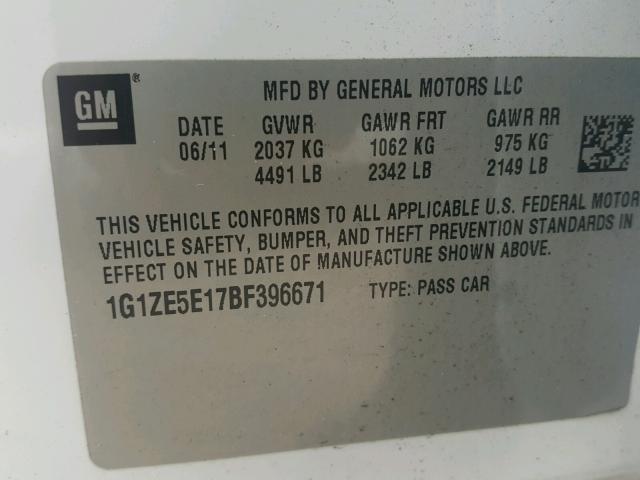 GM®
MFD BY GENERAL MOTORS LLC
DATE GVWR GAWR FRT GAWR RR
06/11 2037 KG 1062 KG 975 KG
4491 LB 2342 LB 2149 LB
THIS VEHICLE CONFORMS TO ALL APPLICABLE U.S. FEDERAL MOTOR
VEHICLE SAFETY, BUMPER, AND THEFT PREVENTION STANDARDS IN
EFFECT ON THE DATE OF MANUFACTURE SHOWN ABOVE.
1G1ZE5E17BF396671 TYPE: PASS CAR